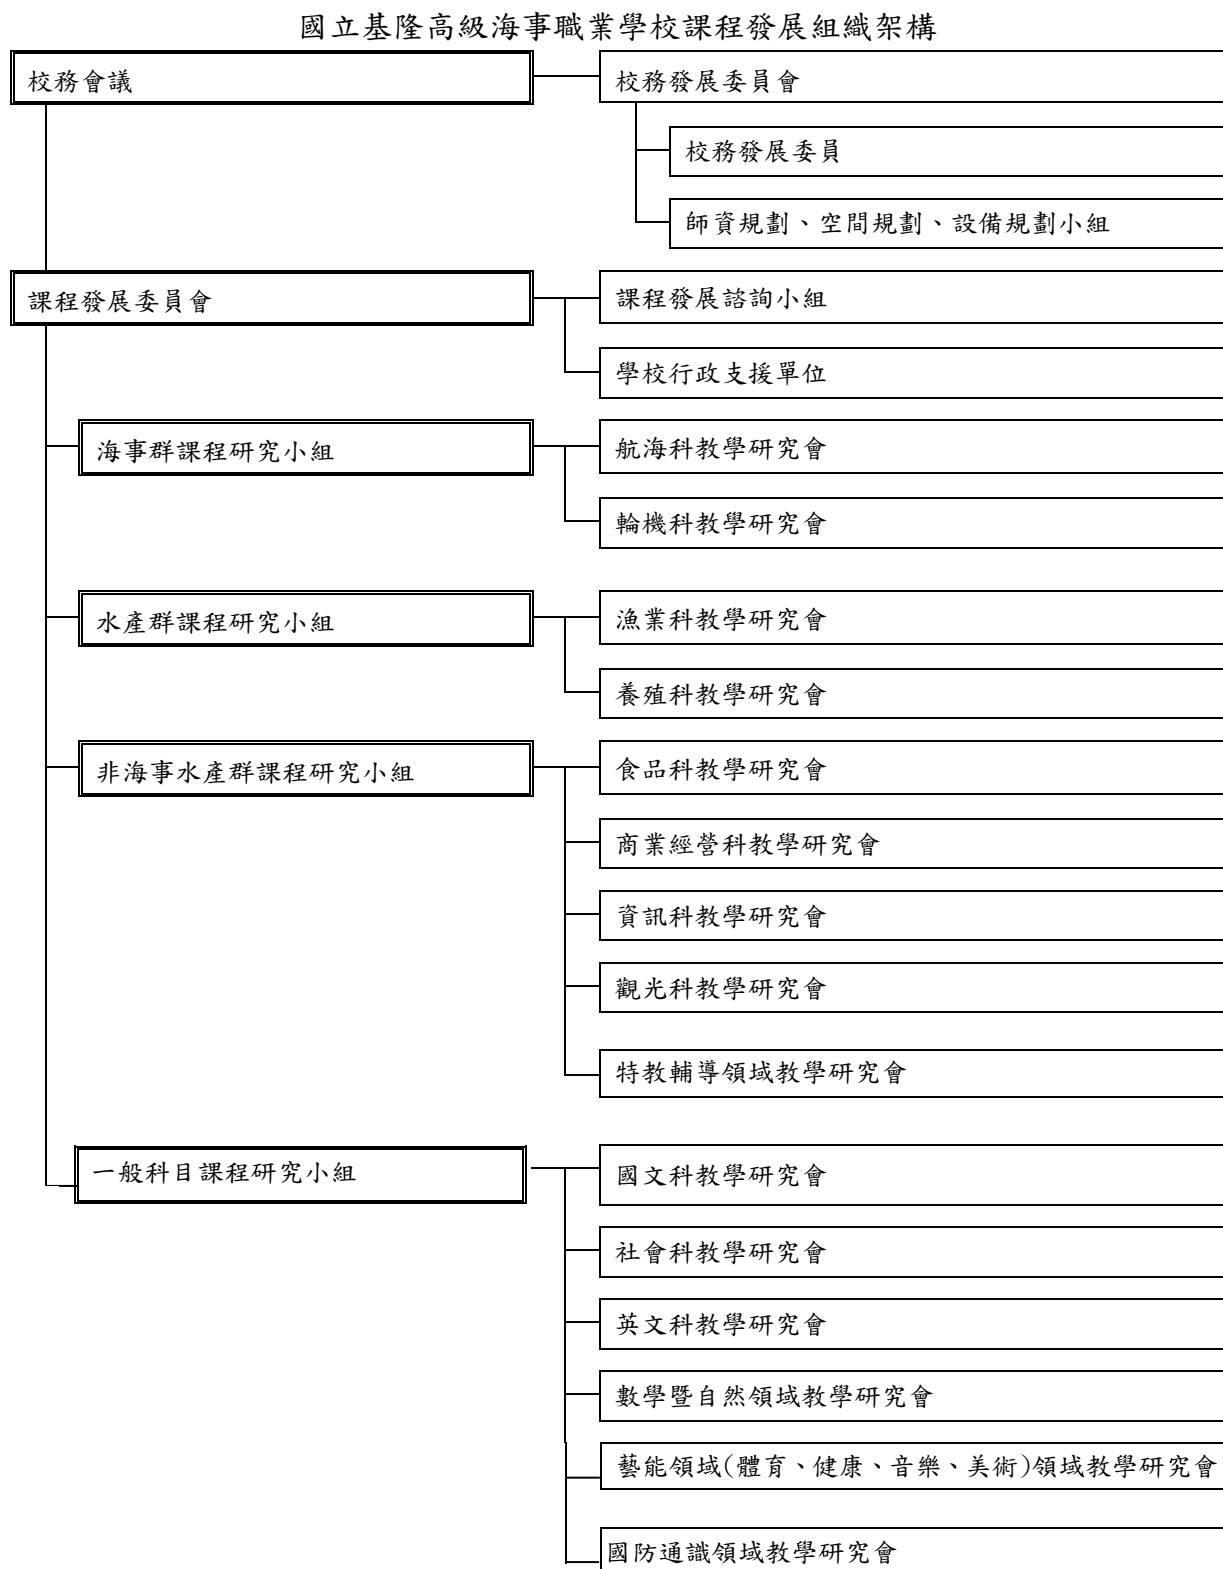 國立基隆高級海事職業學校課程發展組織架構
校務會議
校務發展委員會
校務發展委員
師資規劃、空間規劃、設備規劃小組
課程發展委員會
課程發展諮詢小組
學校行政支援單位
海事群課程研究小組
航海科教學研究會
輪機科教學研究會
水產群課程研究小組
漁業科教學研究會
養殖科教學研究會
非海事水產群課程研究小組
食品科教學研究會
商業經營科教學研究會
資訊科教學研究會
觀光科教學研究會
特教輔導領域教學研究會
一般科目課程研究小組
國文科教學研究會
社會科教學研究會
英文科教學研究會
數學暨自然領域教學研究會
藝能領域(體育、健康、音樂、美術)領域教學研究會
國防通識領域教學研究會